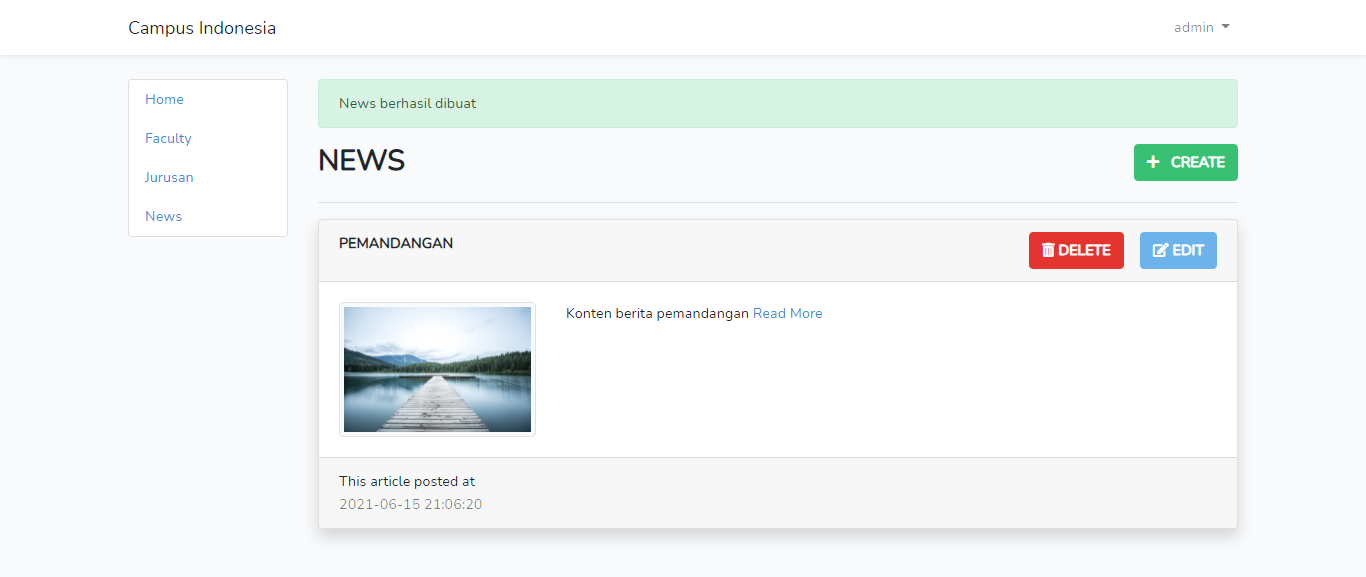 Campus Indonesia
admin
Home
Faculty
Jurusan
News
News berhasil dibuat
NEWS
CREATE
PEMANDANGAN
DELETE
EDIT
Konten berita pemandangan Read More
This article posted at
2021-06-15 21:06:20